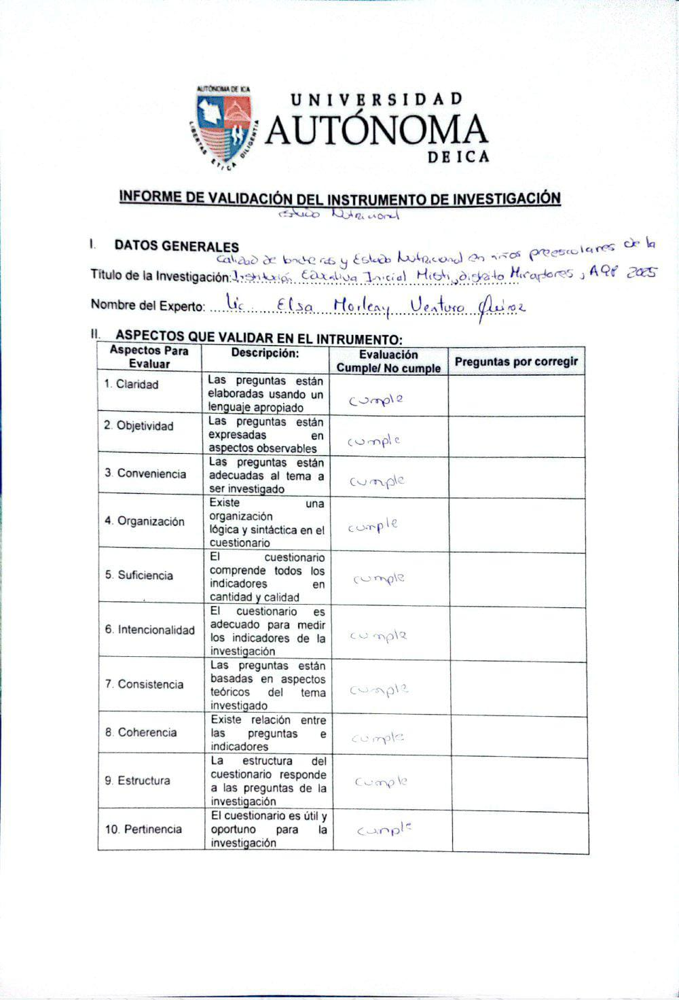 AUTÓNOMA DE ICA
LIBERTAS ETICA DILIGENTIA
UNIVERSIDAD
AUTÓNOMA
DE ICA
INFORME DE VALIDACIÓN DEL INSTRUMENTO DE INVESTIGACIÓN
Estado Nutricional
I. DATOS GENERALES
Calidad de loncheras y Estado Nutricional en niños preescolares de la
Título de la Investigación: Institución Educativa Inicial Misti, distrito Miraflores, AQP 2025
Nombre del Experto: Lic. Elsa Morleny Ventura Quiroz
II. ASPECTOS QUE VALIDAR EN EL INTRUMENTO:
Aspectos Para Evaluar
Descripción:
Evaluación
Cumple/ No cumple
Preguntas por corregir
1. Claridad
Las preguntas están
elaboradas usando un
lenguaje apropiado
cumple
2. Objetividad
Las preguntas están
expresadas en
aspectos observables
cumple
3. Conveniencia
Las preguntas están
adecuadas al tema a
ser investigado
cumple
4. Organización
Existe una
organización
lógica y sintáctica en el
cuestionario
cumple
5. Suficiencia
El cuestionario
comprende todos los
indicadores en
cantidad y calidad
cumple
6. Intencionalidad
El cuestionario es
adecuado para medir
los indicadores de la
investigación
cumple
7. Consistencia
Las preguntas están
basadas en aspectos
teóricos del tema
investigado
cumple
8. Coherencia
Existe relación entre
las preguntas e
indicadores
cumple
9. Estructura
La estructura del
cuestionario responde
a las preguntas de la
investigación
cumple
10. Pertinencia
El cuestionario es útil y
oportuno para la
investigación
cumple